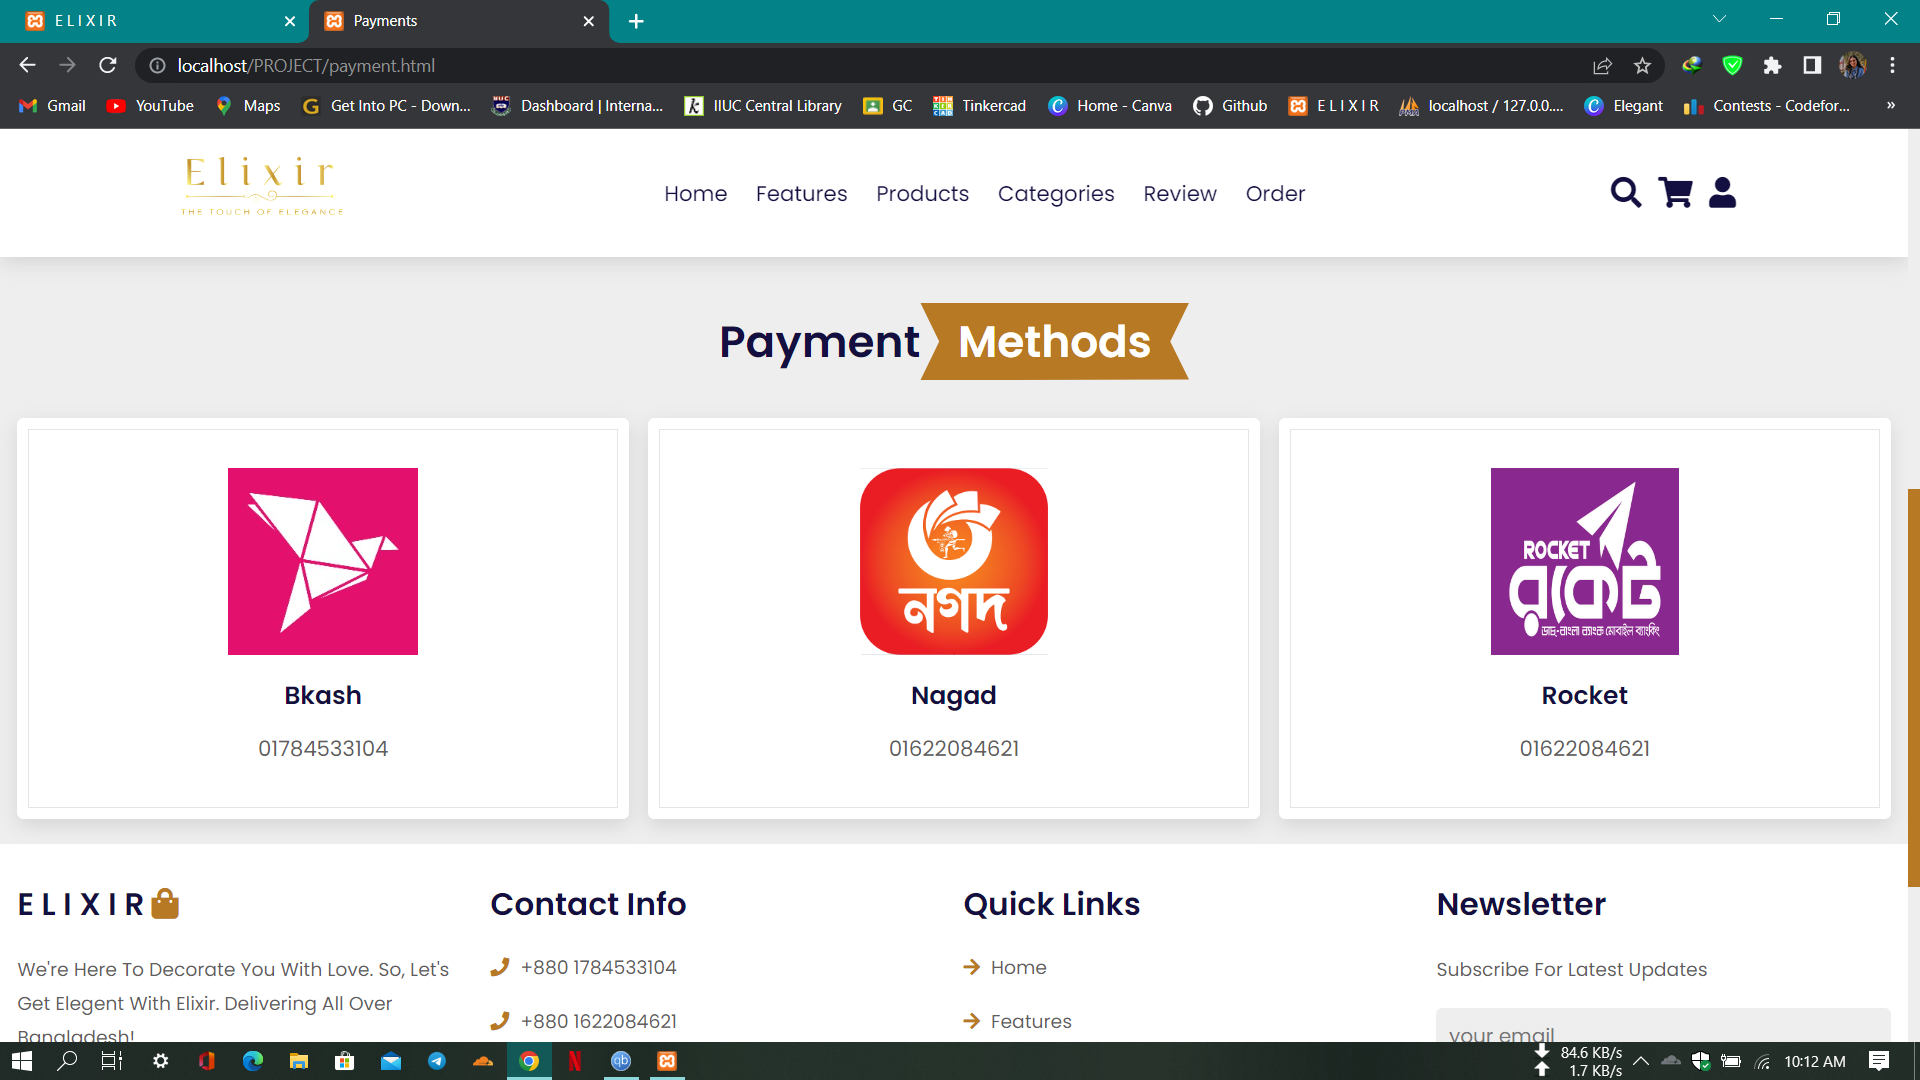 E L I X I R
Payments
localhost/PROJECT/payment.html
Gmail
YouTube
Maps
Get Into PC - Down...
Dashboard | Interna...
IIUC Central Library
GC
Tinkercad
Home - Canva
Github
E L I X I R
localhost / 127.0.0....
Elegant
Contests - Codefor...
»
Elixir
THE TOUCH OF ELEGANCE
Home
Features
Products
Categories
Review
Order
Payment Methods
নগদ
ROCKET
রকেট
ডাচ্-বাংলা ব্যাংক মোবাইল ব্যাংকিং
Bkash
Nagad
Rocket
01784533104
01622084621
01622084621
E L I X I R
We're Here To Decorate You With Love. So, Let's
Get Elegent With Elixir. Delivering All Over
Bangladesh!
Contact Info
+880 1784533104
+880 1622084621
Quick Links
Home
Features
Newsletter
Subscribe For Latest Updates
your email
84.6 KB/s
1.7 KB/s
10:12 AM